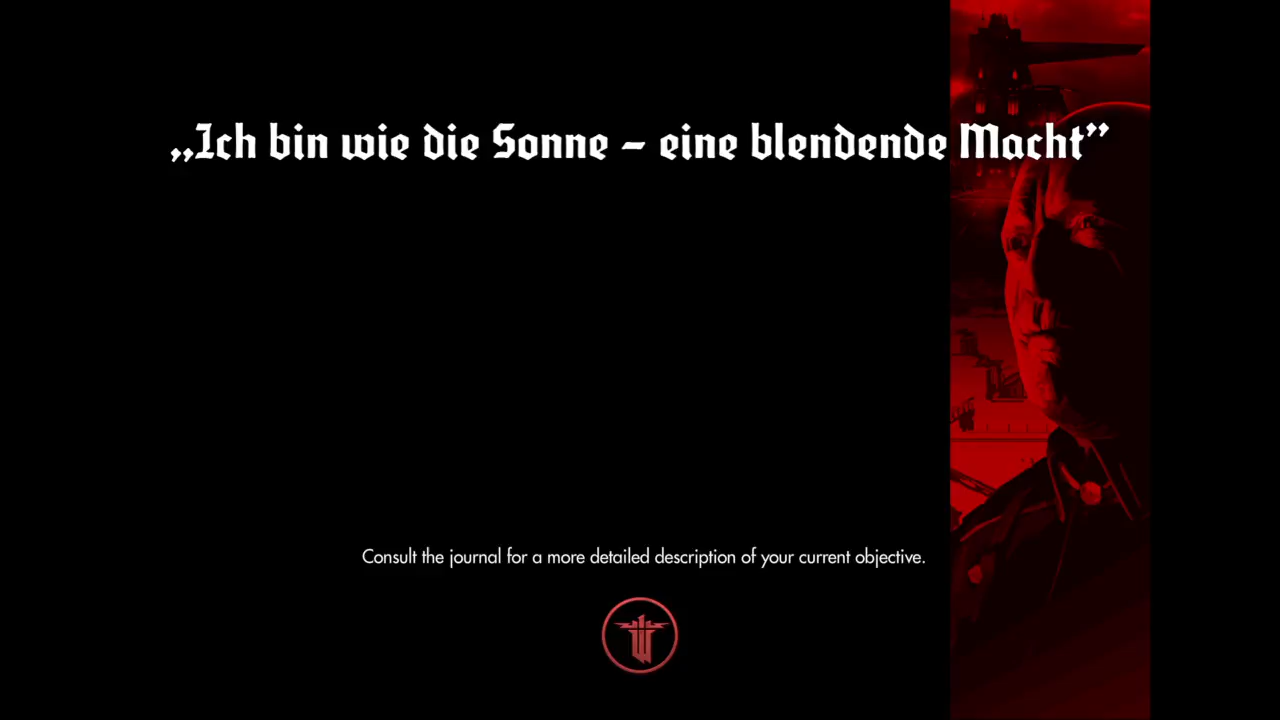 „Ich bin wie die Sonne – eine blendende Macht”
Consult the journal for a more detailed description of your current objective.